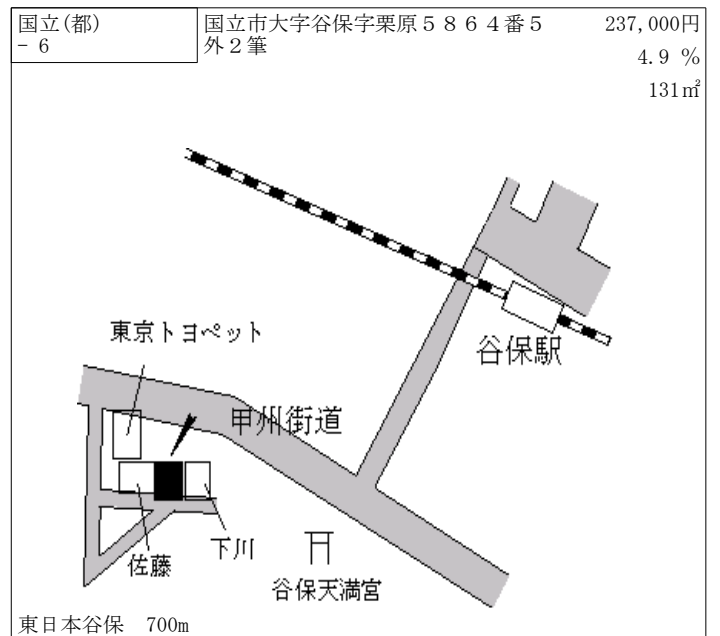 国立(都)
- 6
国立市大字谷保字栗原５８６４番５
外２筆
237,000円
4.9 %
131㎡
東京トヨペット
谷保駅
甲州街道
下川
佐藤
谷保天満宮
東日本谷保 700m